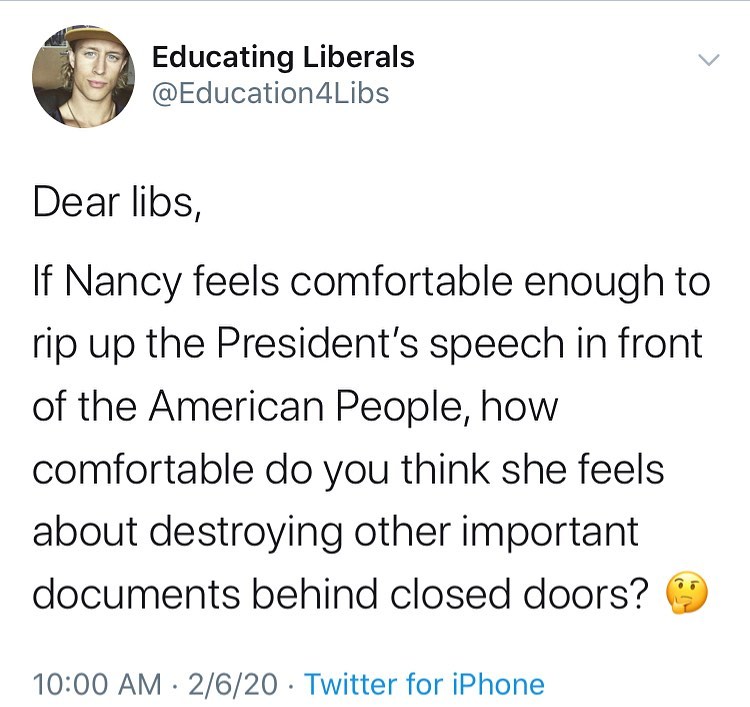 Educating Liberals
@Education4Libs
Dear libs,
If Nancy feels comfortable enough to
rip up the President's speech in front
of the American People, how
comfortable do you think she feels
about destroying other important
documents behind closed doors? 🤔
10:00 AM · 2/6/20 · Twitter for iPhone